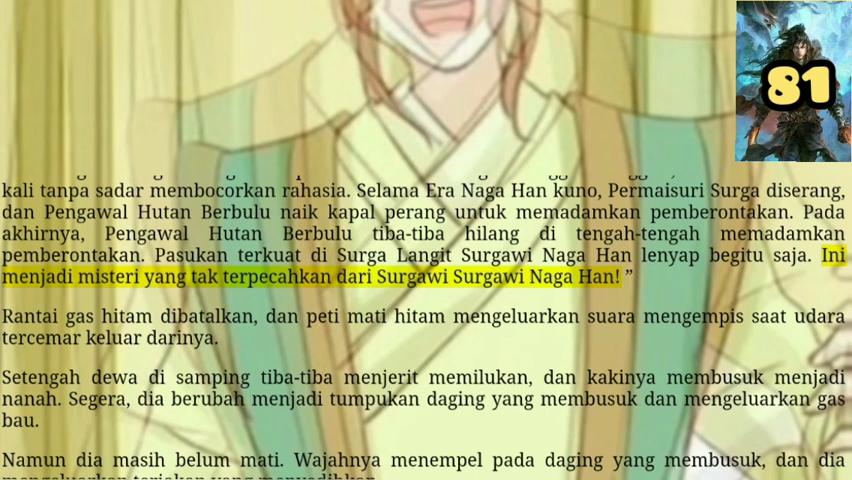 81
kali tanpa sadar membocorkan rahasia. Selama Era Naga Han kuno, Permaisuri Surga diserang,
dan Pengawal Hutan Berbulu naik kapal perang untuk memadamkan pemberontakan. Pada
akhirnya, Pengawal Hutan Berbulu tiba-tiba hilang di tengah-tengah memadamkan
pemberontakan. Pasukan terkuat di Surga Langit Surgawi Naga Han lenyap begitu saja. Ini
menjadi misteri yang tak terpecahkan dari Surgawi Surgawi Naga Han! ”
Rantai gas hitam dibatalkan, dan peti mati hitam mengeluarkan suara mengempis saat udara
tercemar keluar darinya.
Setengah dewa di samping tiba-tiba menjerit memilukan, dan kakinya membusuk menjadi
nanah. Segera, dia berubah menjadi tumpukan daging yang membusuk dan mengeluarkan gas
bau.
Namun dia masih belum mati. Wajahnya menempel pada daging yang membusuk, dan dia